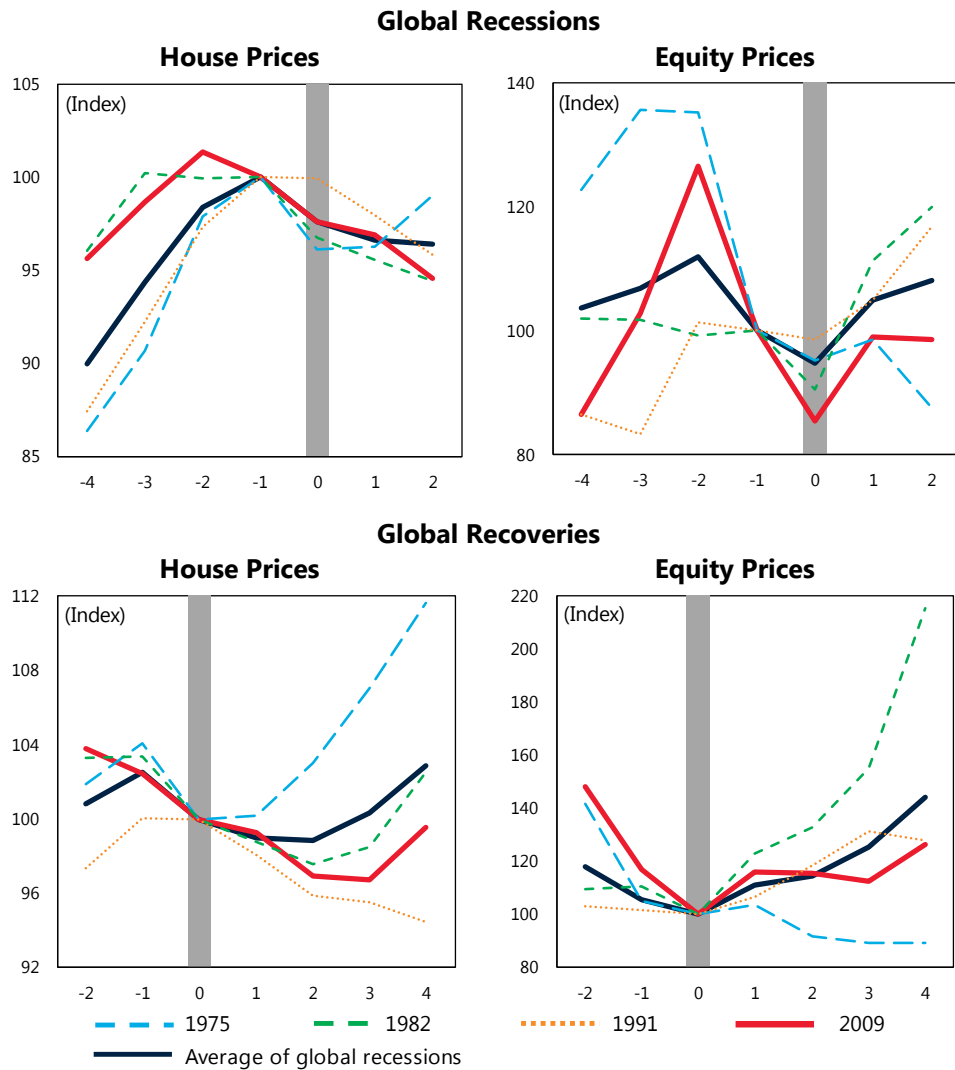 Global Recessions
House Prices
Equity Prices
105
(Index)
100
95
90
85
-4 -3 -2 -1 0 1 2
140
(Index)
120
100
80
-4 -3 -2 -1 0 1 2
Global Recoveries
House Prices
Equity Prices
112
(Index)
108
104
100
96
92
-2 -1 0 1 2 3 4
220
(Index)
200
180
160
140
120
100
80
-2 -1 0 1 2 3 4
1975 1982 1991 2009
Average of global recessions